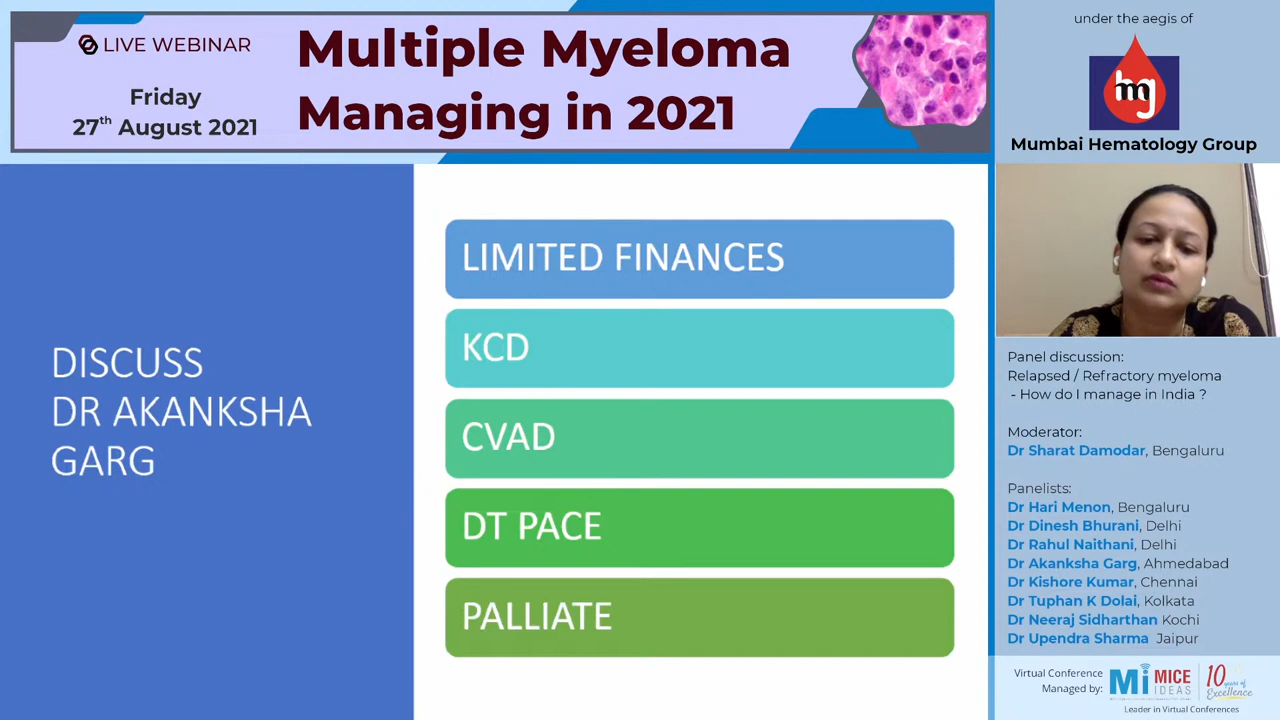 LIVE WEBINAR
Friday
27th August 2021
Multiple Myeloma
Managing in 2021
DISCUSS
DR AKANKSHA
GARG
LIMITED FINANCES
KCD
CVAD
DT PACE
PALLIATE
under the aegis of
hmg
Mumbai Hematology Group
Panel discussion:
Relapsed / Refractory myeloma
- How do I manage in India ?
Moderator:
Dr Sharat Damodar, Bengaluru
Panelists:
Dr Hari Menon, Bengaluru
Dr Dinesh Bhurani, Delhi
Dr Rahul Naithani, Delhi
Dr Akanksha Garg, Ahmedabad
Dr Kishore Kumar, Chennai
Dr Tuphan K Dolai, Kolkata
Dr Neeraj Sidharthan Kochi
Dr Upendra Sharma Jaipur
Virtual Conference
Managed by:
Mi MICE
IDEAS
10 years of
Excellence
Leader in Virtual Conferences